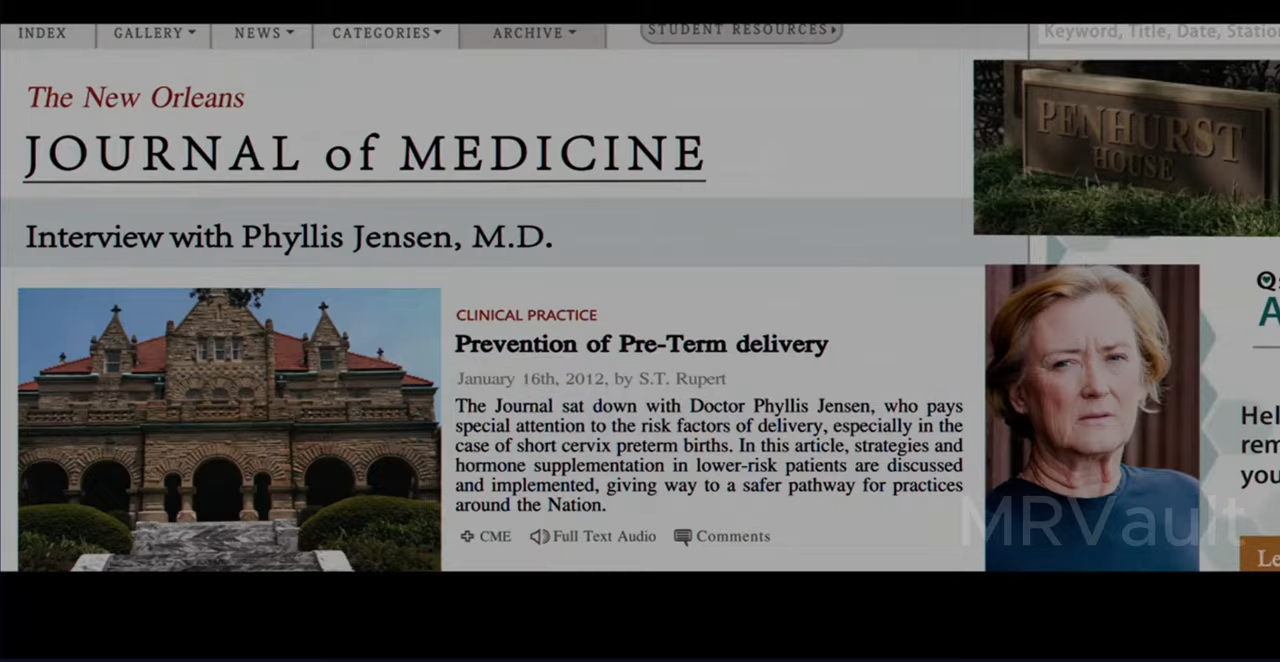 INDEX
GALLERY
NEWS
CATEGORIES
ARCHIVE
STUDENT RESOURCES
Keyword, Title, Date, Statio
The New Orleans
JOURNAL of MEDICINE
PENHURST
HOUSE
Interview with Phyllis Jensen, M.D.
CLINICAL PRACTICE
Prevention of Pre-Term delivery
January 16th, 2012, by S.T. Rupert
The Journal sat down with Doctor Phyllis Jensen, who pays
special attention to the risk factors of delivery, especially in the
case of short cervix preterm births. In this article, strategies and
hormone supplementation in lower-risk patients are discussed
and implemented, giving way to a safer pathway for practices
around the Nation.
CME
Full Text Audio
Comments
A
Hel
rem
you
Le
MRVault